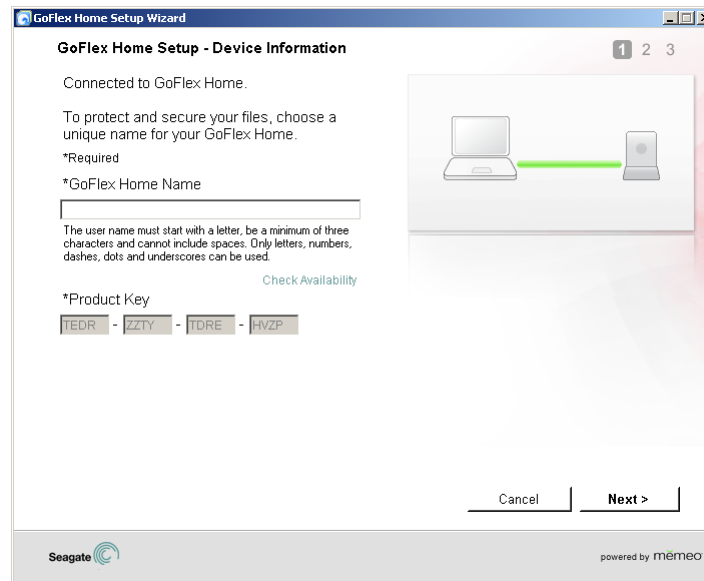 GoFlex Home Setup Wizard
GoFlex Home Setup - Device Information
1 2 3
Connected to GoFlex Home.
To protect and secure your files, choose a
unique name for your GoFlex Home.
*Required
*GoFlex Home Name
The user name must start with a letter, be a minimum of three
characters and cannot include spaces. Only letters, numbers,
dashes, dots and underscores can be used.
Check Availability
*Product Key
TEDR - ZZTY - TDRE - HVZP
Cancel Next >
Seagate powered by mēmeo